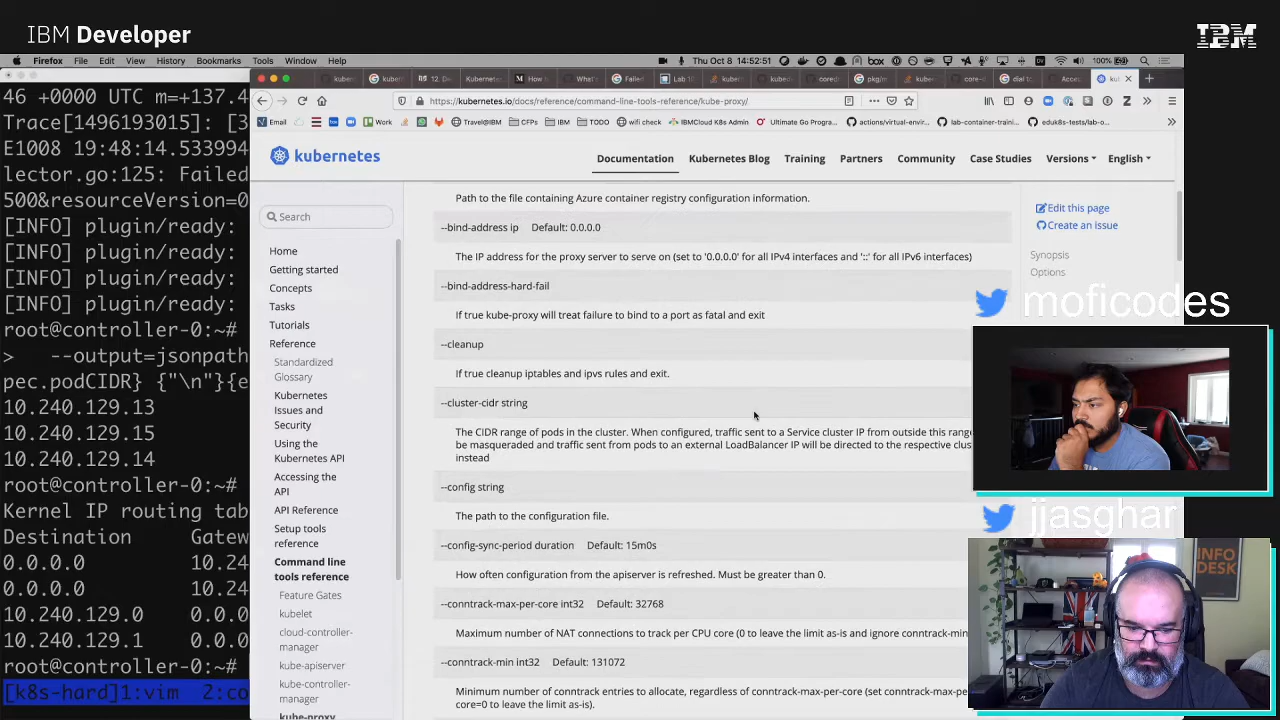 IBM Developer
IBM
Firefox File Edit View History Bookmarks Tools Window Help
box
100%
Thu Oct 8 14:52:51
https://kubernetes.io/docs/reference/command-line-tools-reference/kube-proxy/
Email
Work
Travel@IBM
CFPs
IBM
TODO
wifi check
IBMCloud K8s Admin
Ultimate Go Progra...
actions/virtual-envir...
lab-container-traini...
eduk8s-tests/lab-o...
kubernetes
Documentation Kubernetes Blog Training Partners Community Case Studies Versions English
Search
Home
Getting started
Concepts
Tasks
Tutorials
Reference
Standardized
Glossary
Kubernetes
Issues and
Security
Using the
Kubernetes API
Accessing the
API
API Reference
Setup tools
reference
Command line
tools reference
Feature Gates
kubelet
cloud-controller-
manager
kube-apiserver
kube-controller-
manager
kube-proxy
Path to the file containing Azure container registry configuration information.
--bind-address ip Default: 0.0.0.0
The IP address for the proxy server to serve on (set to '0.0.0.0' for all IPv4 interfaces and '::' for all IPv6 interfaces)
--bind-address-hard-fail
If true kube-proxy will treat failure to bind to a port as fatal and exit
--cleanup
If true cleanup iptables and ipvs rules and exit.
--cluster-cidr string
The CIDR range of pods in the cluster. When configured, traffic sent to a Service cluster IP from outside this range
be masqueraded and traffic sent from pods to an external LoadBalancer IP will be directed to the respective clus
instead
--config string
The path to the configuration file.
--config-sync-period duration Default: 15m0s
How often configuration from the apiserver is refreshed. Must be greater than 0.
--conntrack-max-per-core int32 Default: 32768
Maximum number of NAT connections to track per CPU core (0 to leave the limit as-is and ignore conntrack-min
--conntrack-min int32 Default: 131072
Minimum number of conntrack entries to allocate, regardless of conntrack-max-per-core (set conntrack-max-per-
core=0 to leave the limit as-is).
Edit this page
Create an issue
Synopsis
Options
moficodes
jjasghar
INFO
DESK
46 +0000 UTC m=+137.4
Trace[1496193015]: [3
E1008 19:48:14.533994
lector.go:125: Failed
500&resourceVersion=0
[INFO] plugin/ready:
[INFO] plugin/ready:
[INFO] plugin/ready:
[INFO] plugin/ready:
root@controller-0:~#
> --output=jsonpath
pec.podCIDR} {"\n"}{e
10.240.129.13
10.240.129.15
10.240.129.14
root@controller-0:~#
Kernel IP routing tab
Destination Gatew
0.0.0.0 10.24
0.0.0.0 10.24
10.240.129.0 0.0.0
10.240.129.1 0.0.0
root@controller-0:~#
[k8s-hard]1:vim 2:co